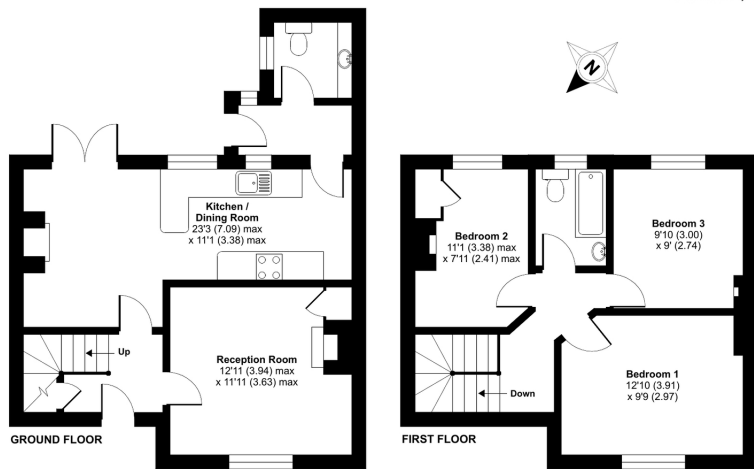 N
Kitchen /
Dining Room
23'3 (7.09) max
x 11'1 (3.38) max
Up
Reception Room
12'11 (3.94) max
x 11'11 (3.63) max
GROUND FLOOR
Bedroom 2
11'1 (3.38) max
x 7'11 (2.41) max
Bedroom 3
9'10 (3.00)
x 9' (2.74)
Down
Bedroom 1
12'10 (3.91)
x 9'9 (2.97)
FIRST FLOOR